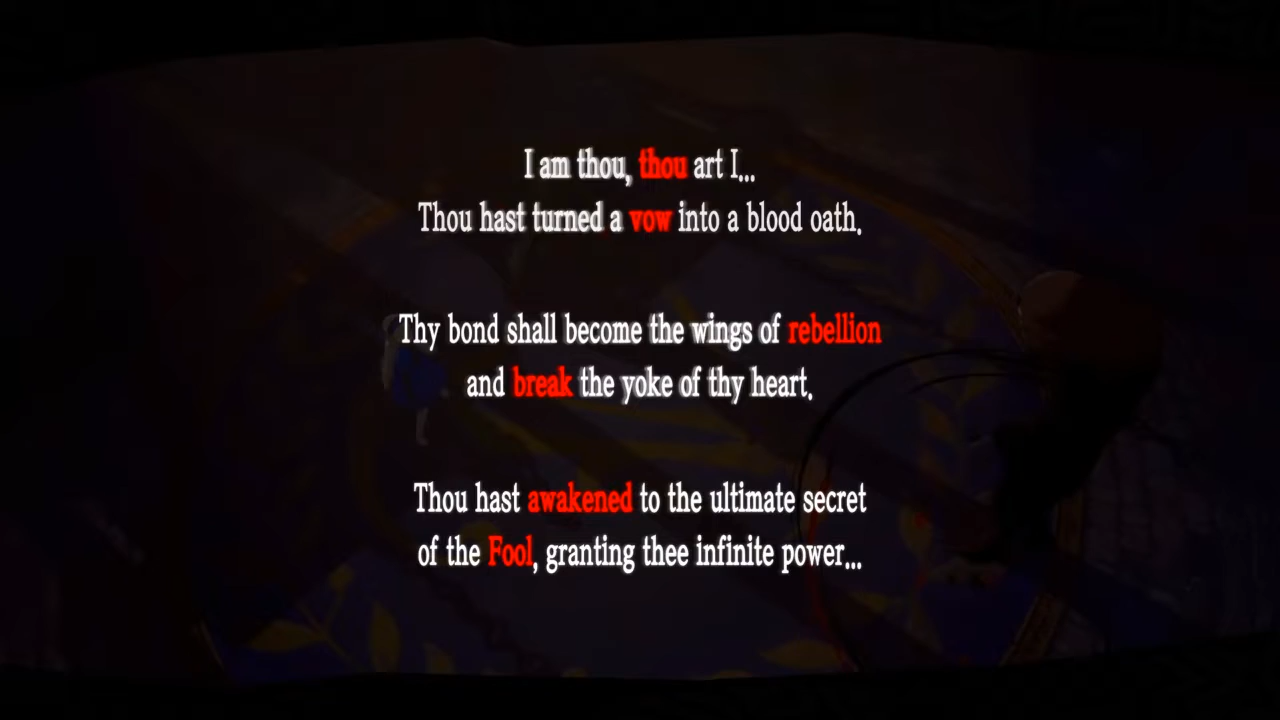 I am thou, thou art I...
Thou hast turned a vow into a blood oath.
Thy bond shall become the wings of rebellion
and break the yoke of thy heart.
Thou hast awakened to the ultimate secret
of the Fool, granting thee infinite power...